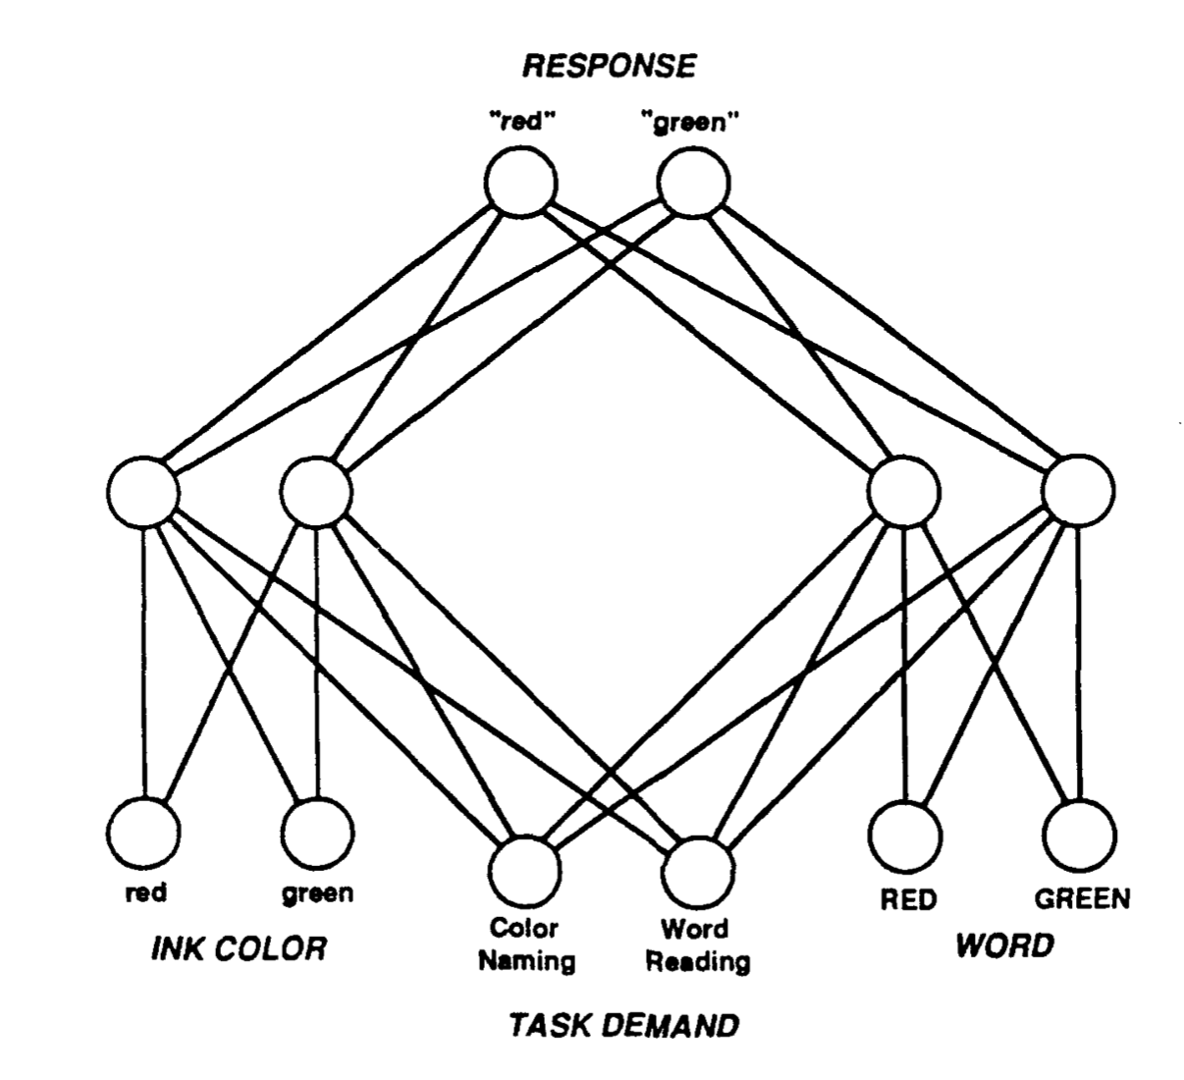 RESPONSE
"red" "green"
red green
INK COLOR
Color Naming
Word Reading
RED GREEN
WORD
TASK DEMAND